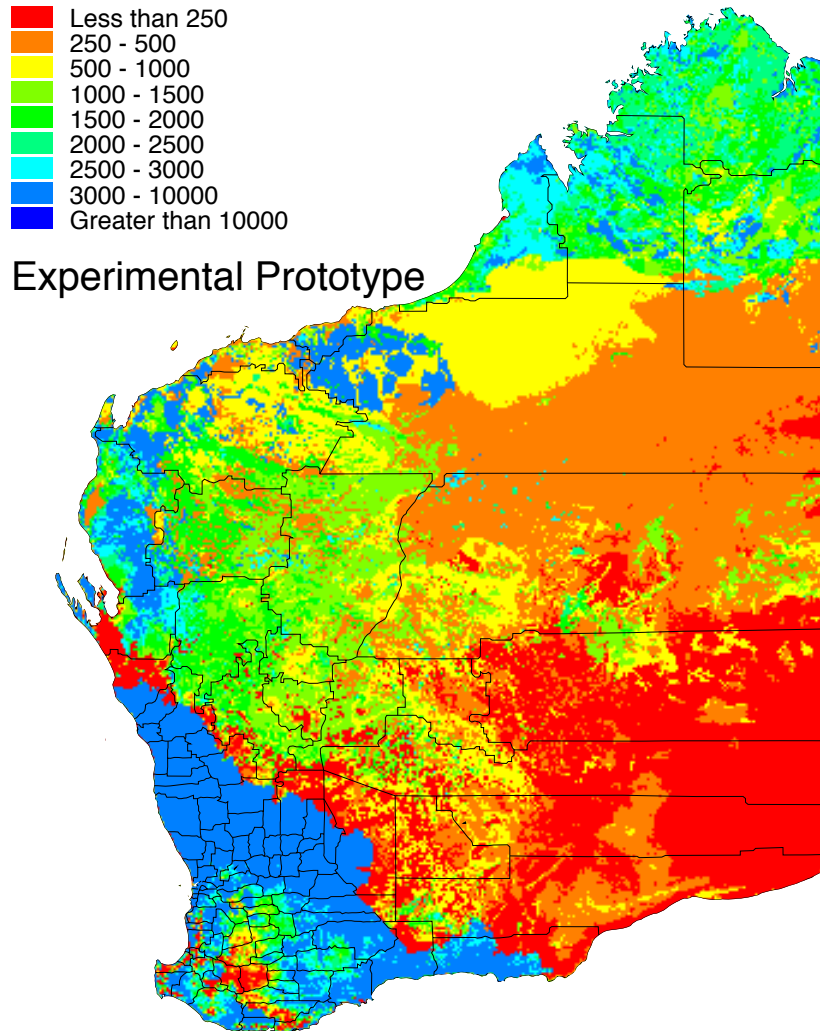 Less than 250
250 - 500
500 - 1000
1000 - 1500
1500 - 2000
2000 - 2500
2500 - 3000
3000 - 10000
Greater than 10000
Experimental Prototype